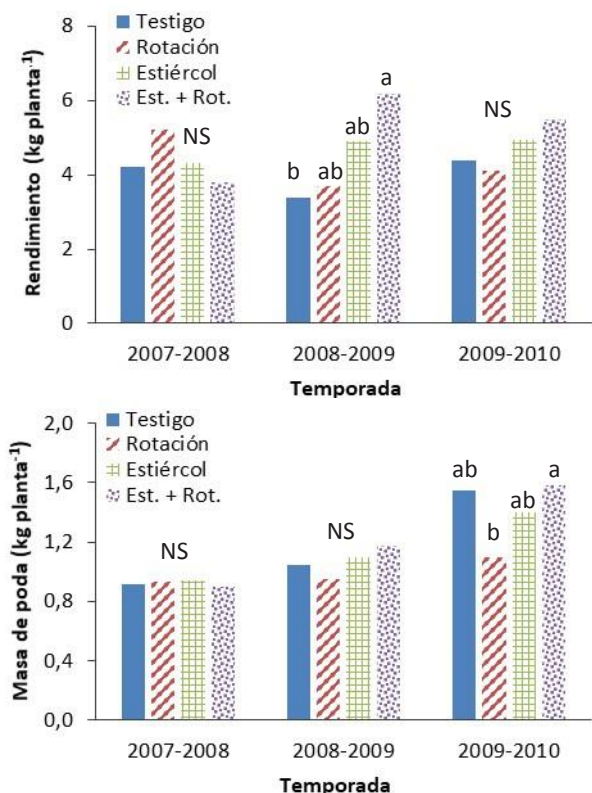 Rendimiento (kg planta⁻¹)
8
6
4
2
0
Testigo
Rotación
Estiércol
Est. + Rot.
NS
b
ab
ab
a
NS
2007-2008
2008-2009
2009-2010
Temporada
Masa de poda (kg planta⁻¹)
2,0
1,6
1,2
0,8
0,4
0,0
Testigo
Rotación
Estiércol
Est. + Rot.
NS
NS
ab
b
ab
a
2007-2008
2008-2009
2009-2010
Temporada